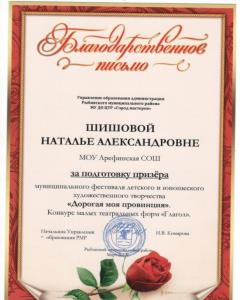 Благодарственное
письмо
Управление образования администрации
Рыбинского муниципального района
МУ ДО ЦТР «Город мастеров»
ШИШОВОЙ
НАТАЛЬЕ АЛЕКСАНДРОВНЕ
МОУ Арефинская СОШ
за подготовку призёра
муниципального фестиваля детского и юношеского
художественного творчества
«Дорогая моя провинция».
Конкурс малых театральных форм «Глагол».
Начальник Управления
образования РМР
Н.В. Комарова
Рыбинский